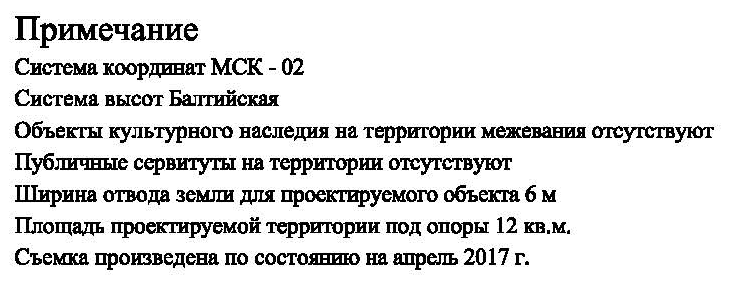 Примечание
Система координат МСК - 02
Система высот Балтийская
Объекты культурного наследия на территории межевания отсутствуют
Публичные сервитуты на территории отсутствуют
Ширина отвода земли для проектируемого объекта 6 м
Площадь проектируемой территории под опоры 12 кв.м.
Съемка произведена по состоянию на апрель 2017 г.